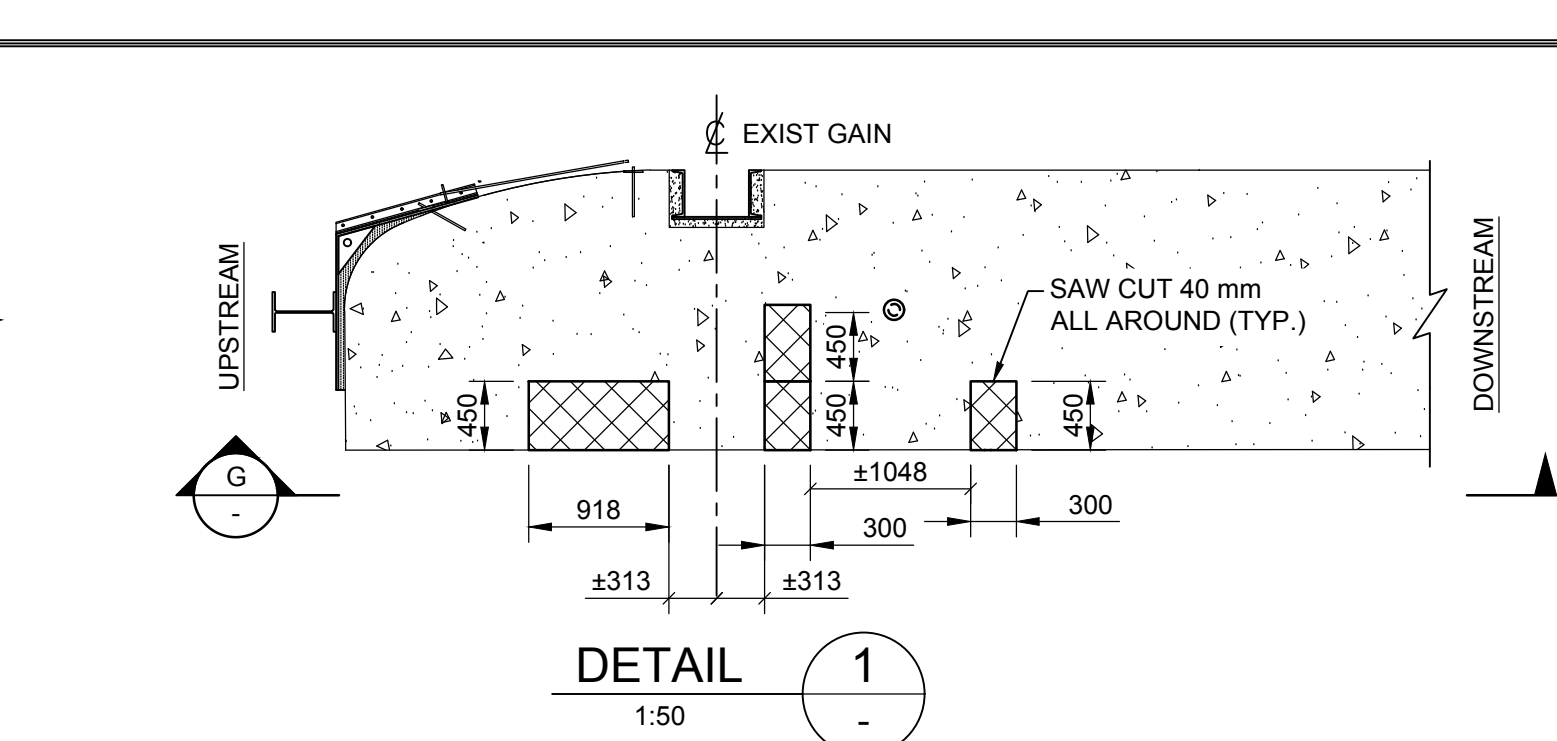 EXIST GAIN
UPSTREAM
DOWNSTREAM
SAW CUT 40 mm
ALL AROUND (TYP.)
450
450
450
450
G
-
918
±1048
300
300
±313
±313
DETAIL
1
1:50
-